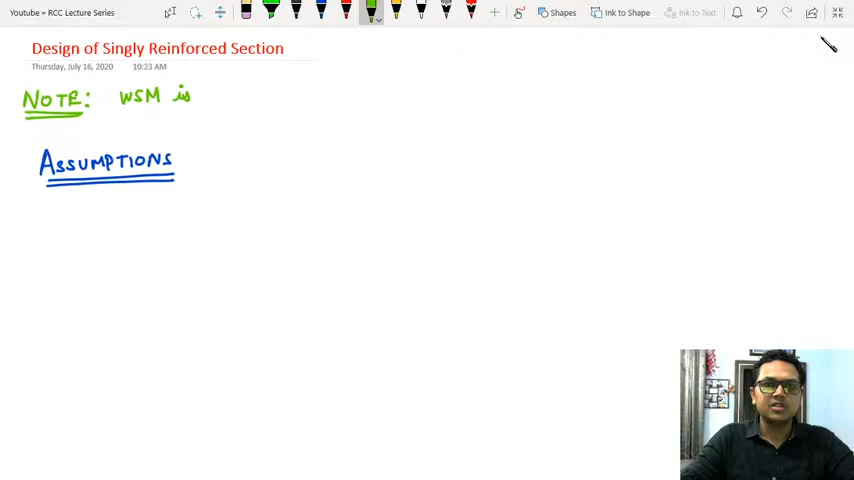 Youtube » RCC Lecture Series
Shapes
Ink to Shape
Ink to Text
Design of Singly Reinforced Section
Thursday, July 16, 2020 10:23 AM
NOTE: WSM is
ASSUMPTIONS